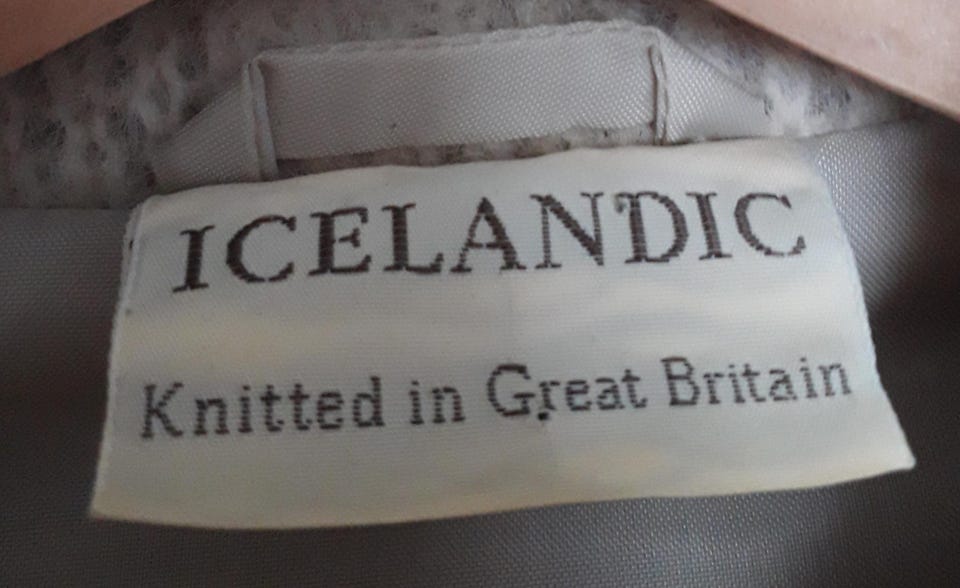 ICELANDIC
Knitted in Great Britain